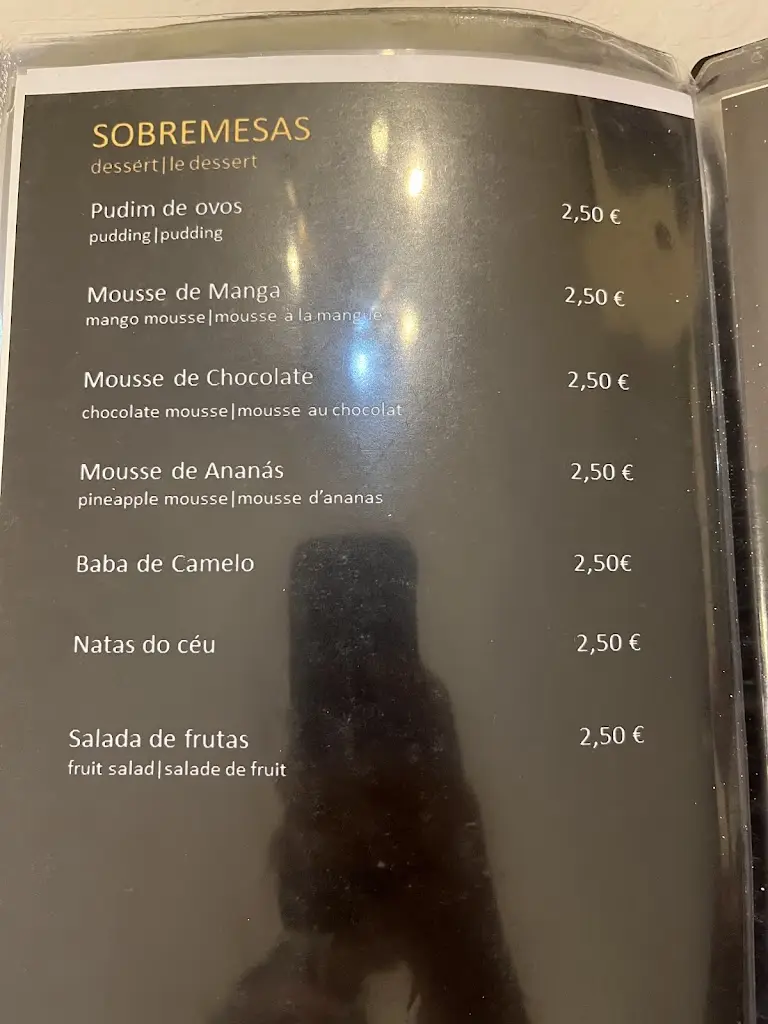 SOBREMESAS
dessért|le dessert
Pudim de ovos 2,50 €
pudding|pudding
Mousse de Manga 2,50 €
mango mousse|mousse à la mangue
Mousse de Chocolate 2,50 €
chocolate mousse|mousse au chocolat
Mousse de Ananás 2,50 €
pineapple mousse|mousse d'ananas
Baba de Camelo 2,50€
Natas do céu 2,50 €
Salada de frutas 2,50 €
fruit salad|salade de fruit